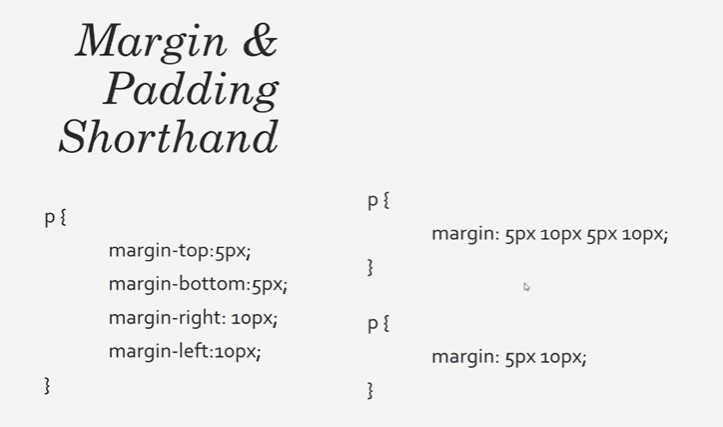 Margin &
Padding
Shorthand
p {
margin-top:5px;
margin-bottom:5px;
margin-right: 10px;
margin-left:10px;
}
p {
margin: 5px 10px 5px 10px;
}
p {
margin: 5px 10px;
}